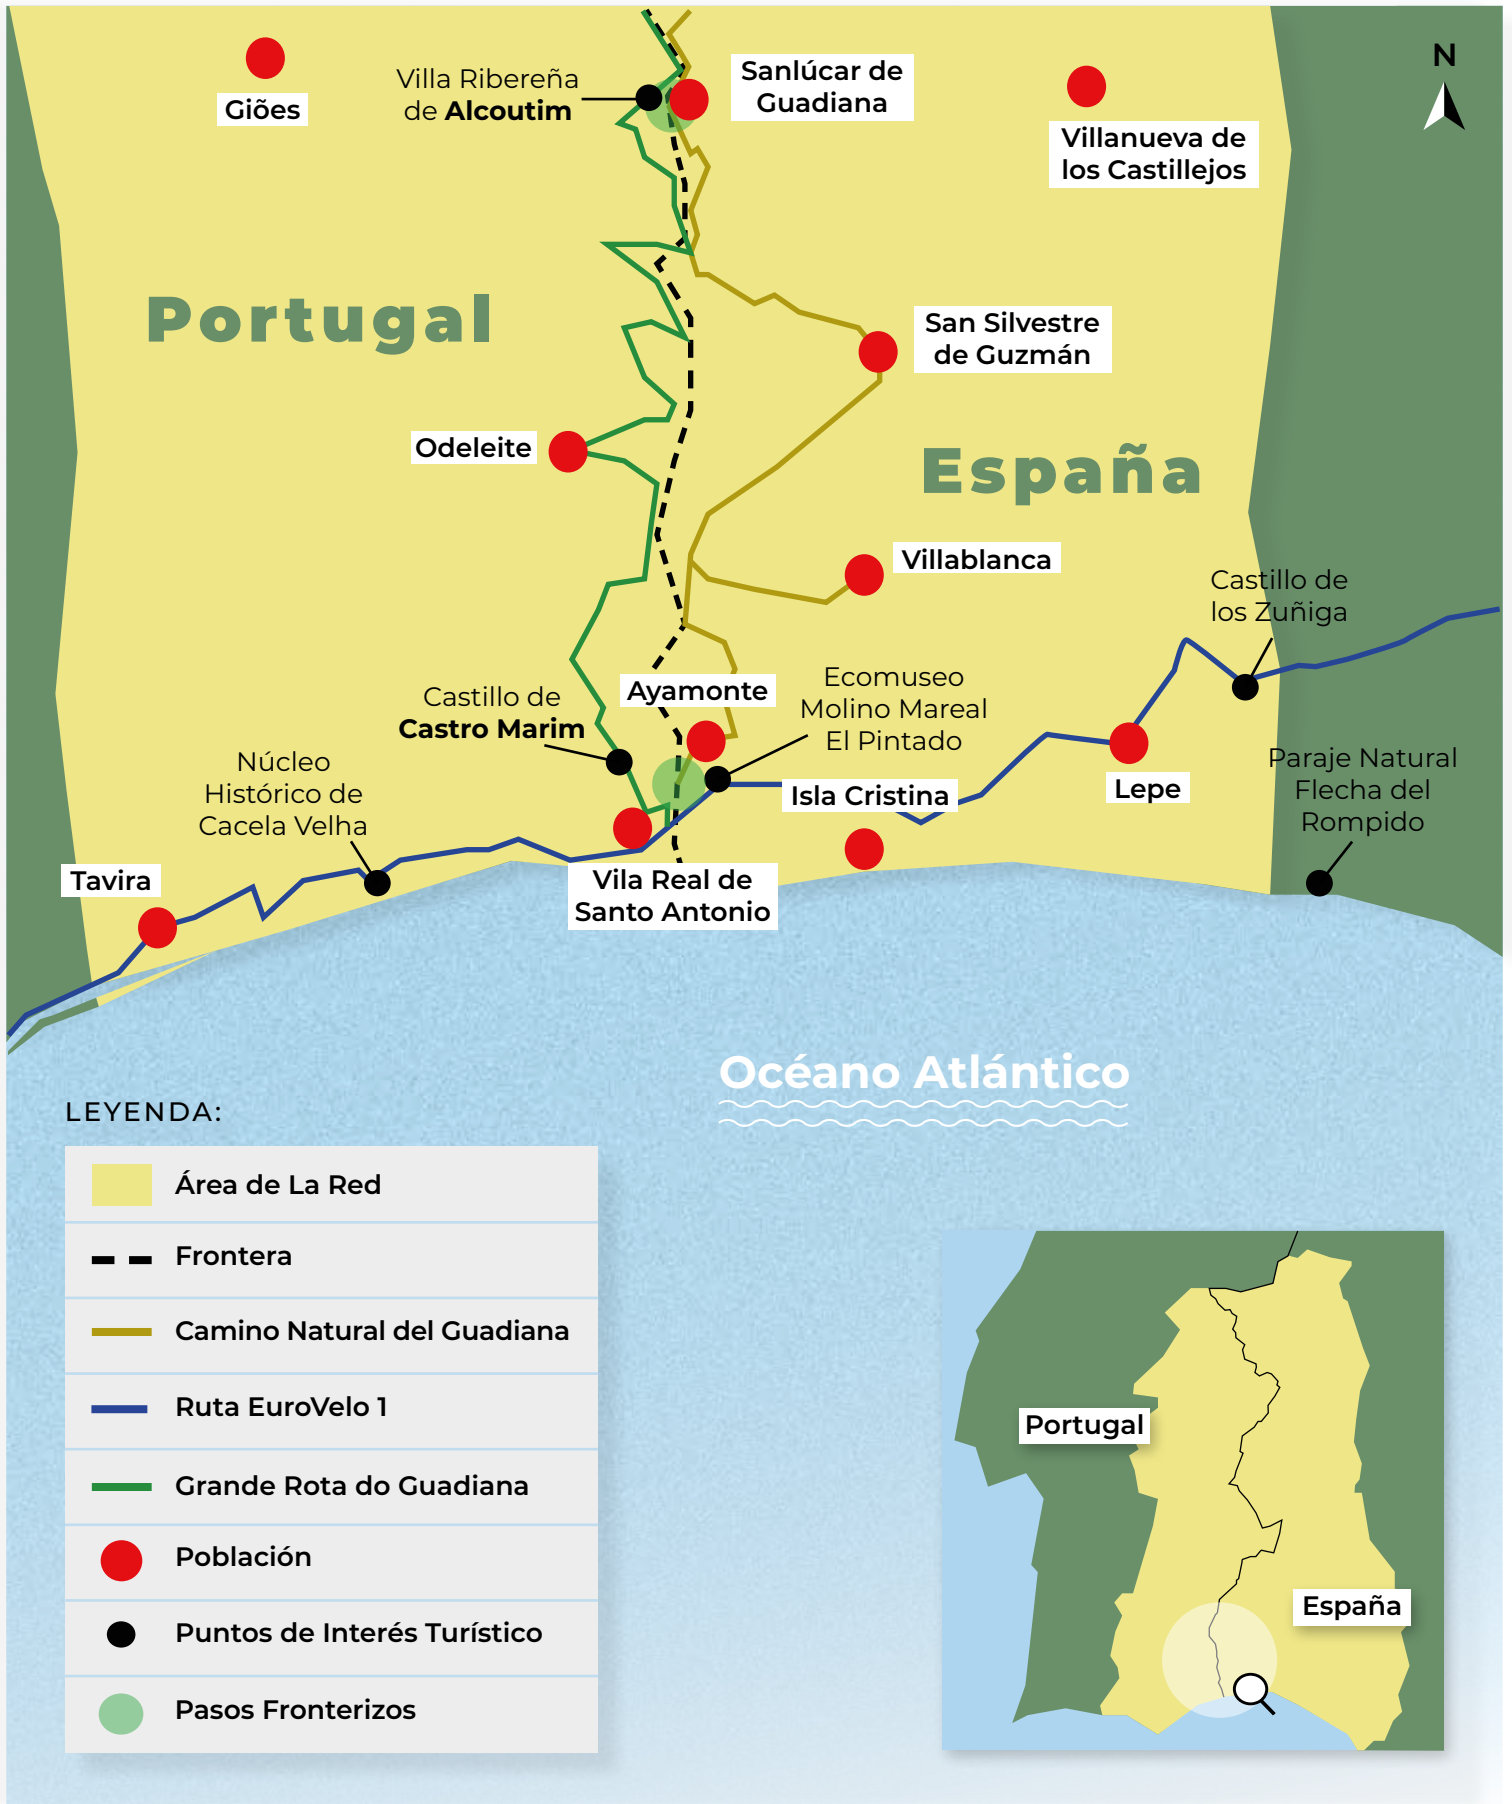 N
Giões
Villa Ribereña
de Alcoutim
Sanlúcar de
Guadiana
Villanueva de
los Castillejos
Portugal
San Silvestre
de Guzmán
Odeleite
España
Villablanca
Castillo de
los Zuñiga
Castillo de
Castro Marim
Ayamonte
Ecomuseo
Molino Mareal
El Pintado
Núcleo
Histórico de
Cacela Velha
Isla Cristina
Lepe
Paraje Natural
Flecha del
Rompido
Tavira
Vila Real de
Santo Antonio
Océano Atlántico
LEYENDA:
Área de La Red
Frontera
Camino Natural del Guadiana
Ruta EuroVelo 1
Grande Rota do Guadiana
Población
Puntos de Interés Turístico
Pasos Fronterizos
Portugal
España